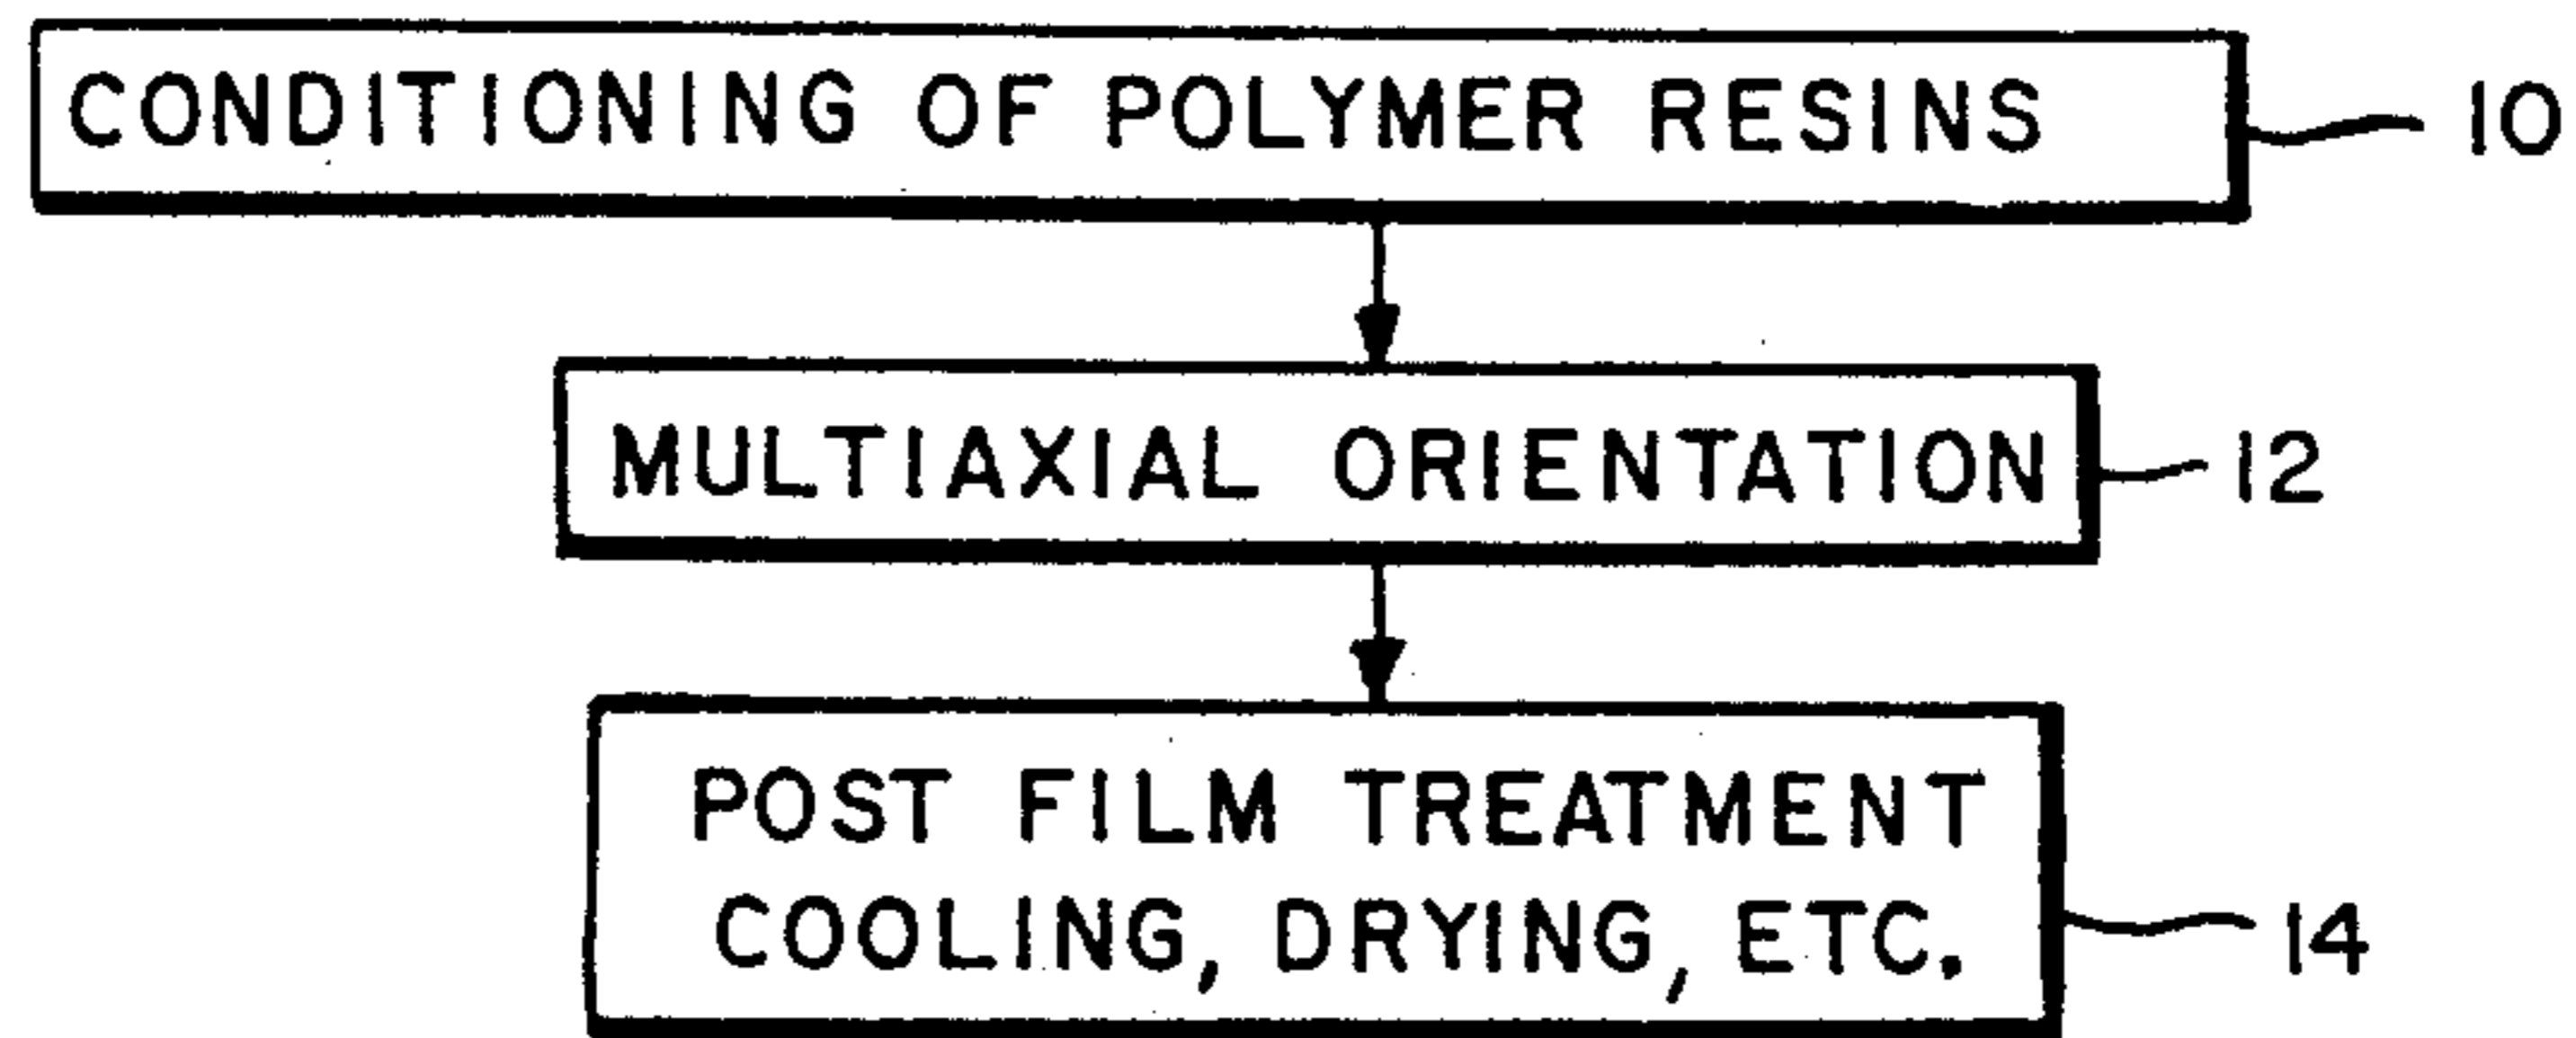 CONDITIONING OF POLYMER RESINS 10
MULTIAXIAL ORIENTATION 12
POST FILM TREATMENT
COOLING, DRYING, ETC. 14